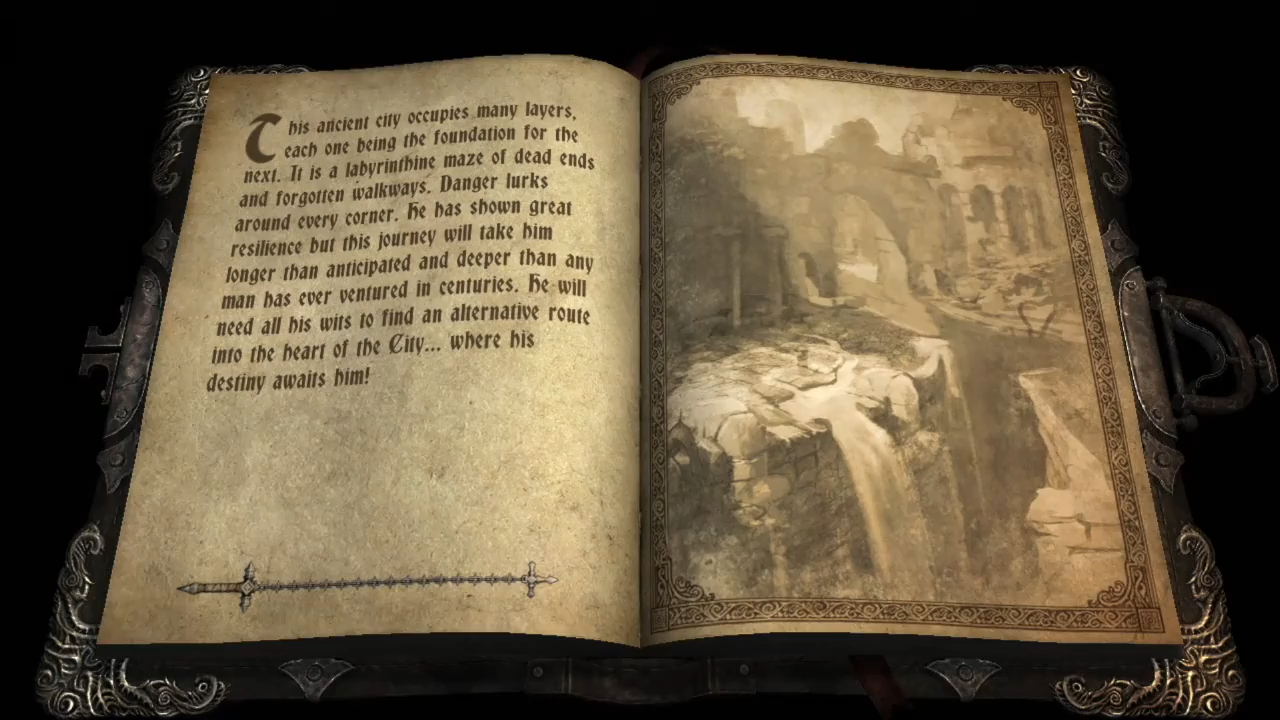 This ancient city occupies many layers,
each one being the foundation for the
next. It is a labyrinthine maze of dead ends
and forgotten walkways. Danger lurks
around every corner. He has shown great
resilience but this journey will take him
longer than anticipated and deeper than any
man has ever ventured in centuries. He will
need all his wits to find an alternative route
into the heart of the City... where his
destiny awaits him!